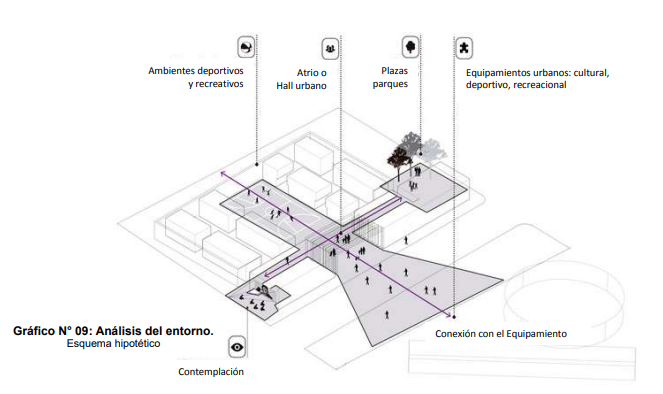 Ambientes deportivos
y recreativos
Atrio o
Hall urbano
Plazas
parques
Equipamientos urbanos: cultural,
deportivo, recreacional
Gráfico N° 09: Análisis del entorno.
Esquema hipotético
Conexión con el Equipamiento
Contemplación